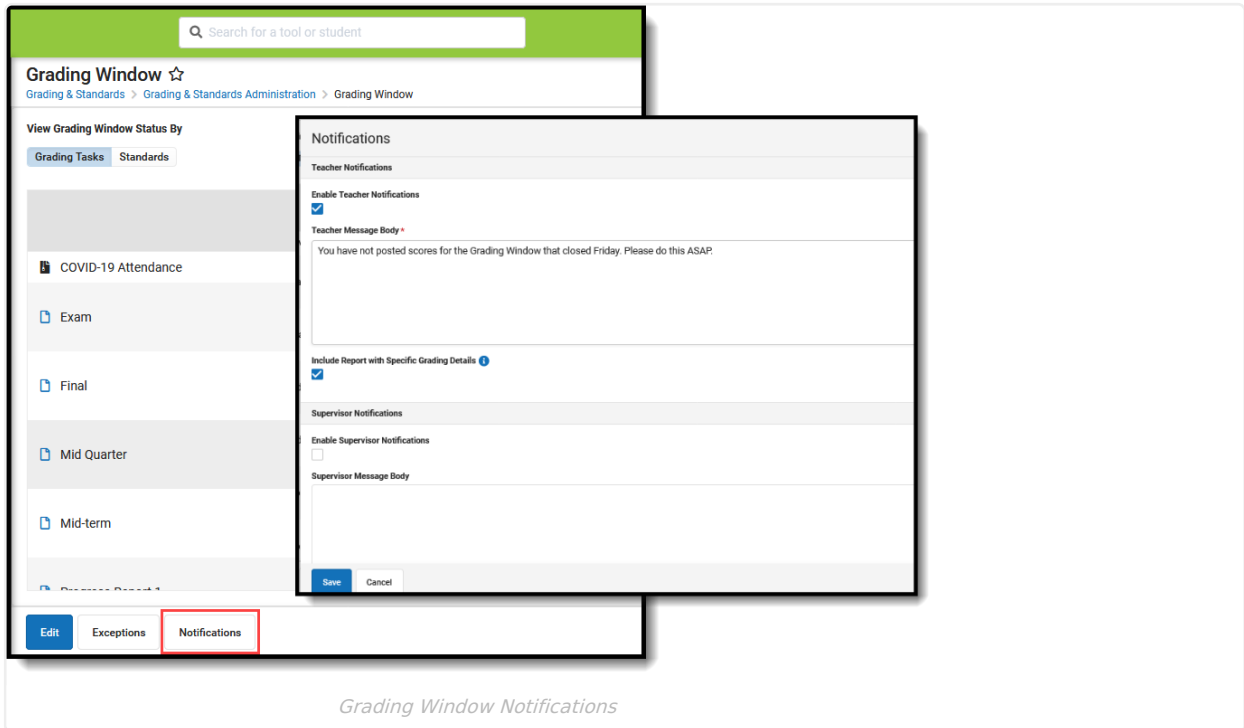 Search for a tool or student
Grading Window
Grading & Standards > Grading & Standards Administration > Grading Window
View Grading Window Status By
Grading Tasks Standards
COVID-19 Attendance
Exam
Final
Mid Quarter
Mid-term
Progress Report 1
Edit Exceptions Notifications
Notifications
Teacher Notifications
Enable Teacher Notifications
Teacher Message Body *
You have not posted scores for the Grading Window that closed Friday. Please do this ASAP.
Include Report with Specific Grading Details
Supervisor Notifications
Enable Supervisor Notifications
Supervisor Message Body
Save Cancel
Grading Window Notifications